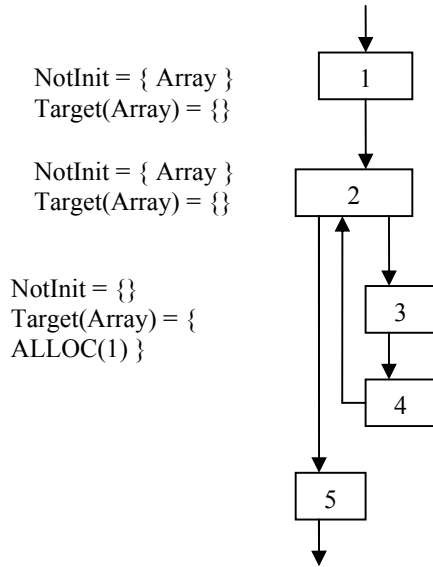 NotInit = { Array }
Target(Array) = {}
1
NotInit = { Array }
Target(Array) = {}
2
NotInit = {}
Target(Array) = {
ALLOC(1) }
3
4
5